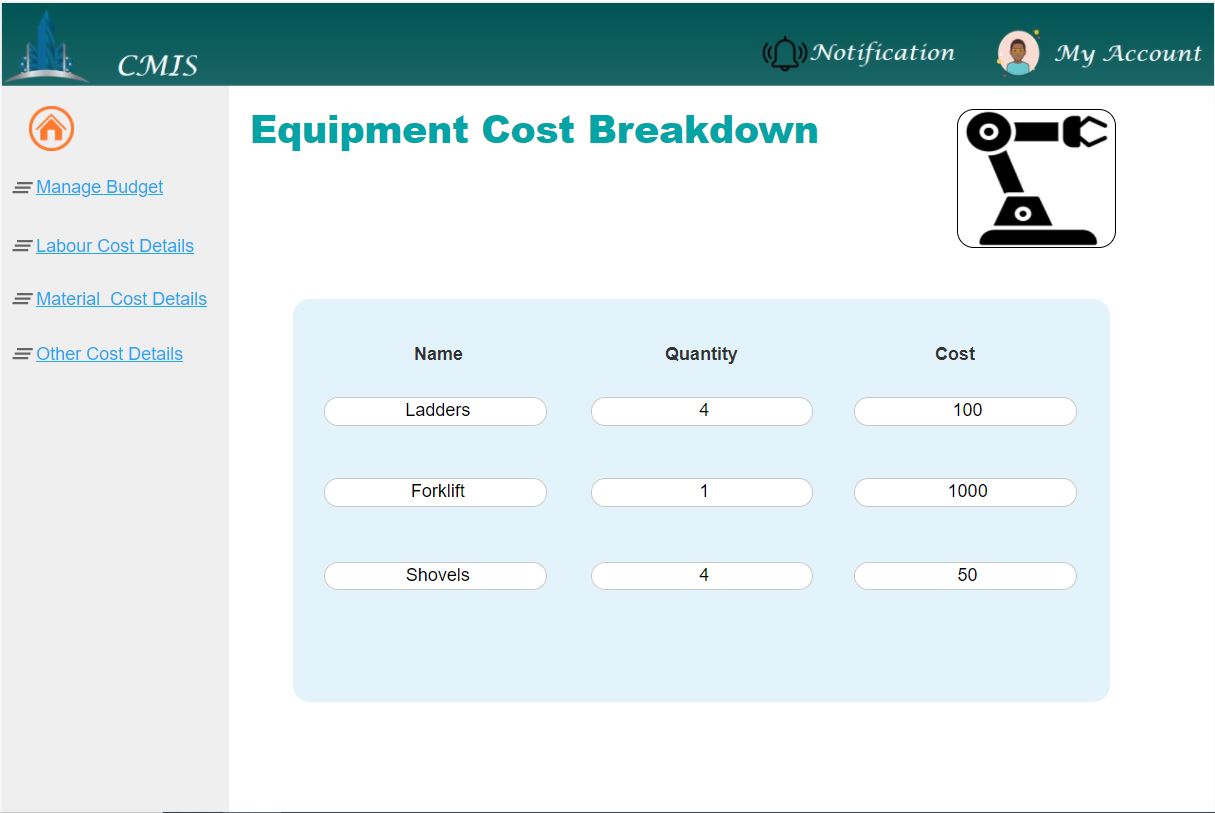 CMIS
Notification
My Account
Equipment Cost Breakdown
Manage Budget
Labour Cost Details
Material  Cost Details
Other Cost Details
Name Quantity Cost
Ladders 4 100
Forklift 1 1000
Shovels 4 50